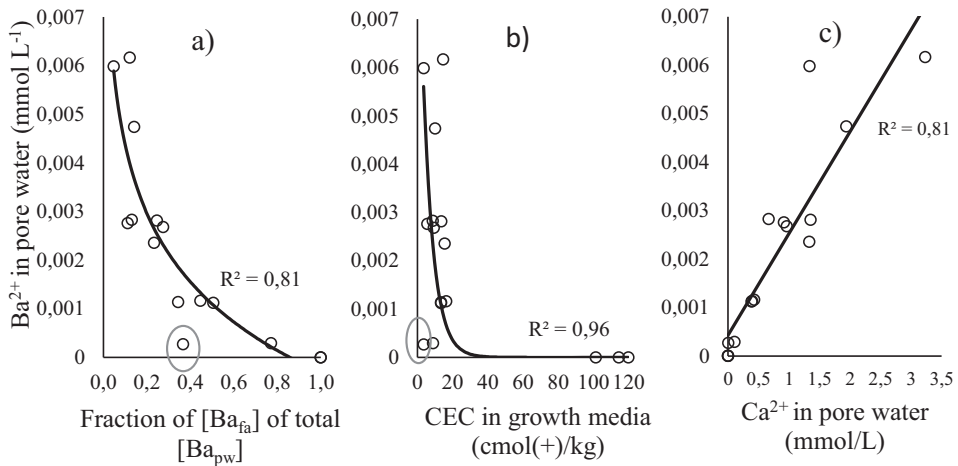 Ba²⁺ in pore water (mmol L⁻¹)
0,007
0,006
0,005
0,004
0,003
0,002
0,001
0
a)
R² = 0,81
0,0 0,2 0,4 0,6 0,8 1,0
Fraction of [Ba_fa] of total
[Ba_pw]
0,007
0,006
0,005
0,004
0,003
0,002
0,001
0
b)
R² = 0,96
0 20 40 60 80 100 120
CEC in growth media
(cmol(+)/kg)
0,007
0,006
0,005
0,004
0,003
0,002
0,001
0
c)
R² = 0,81
0 0,5 1 1,5 2 2,5 3 3,5
Ca²⁺ in pore water
(mmol/L)